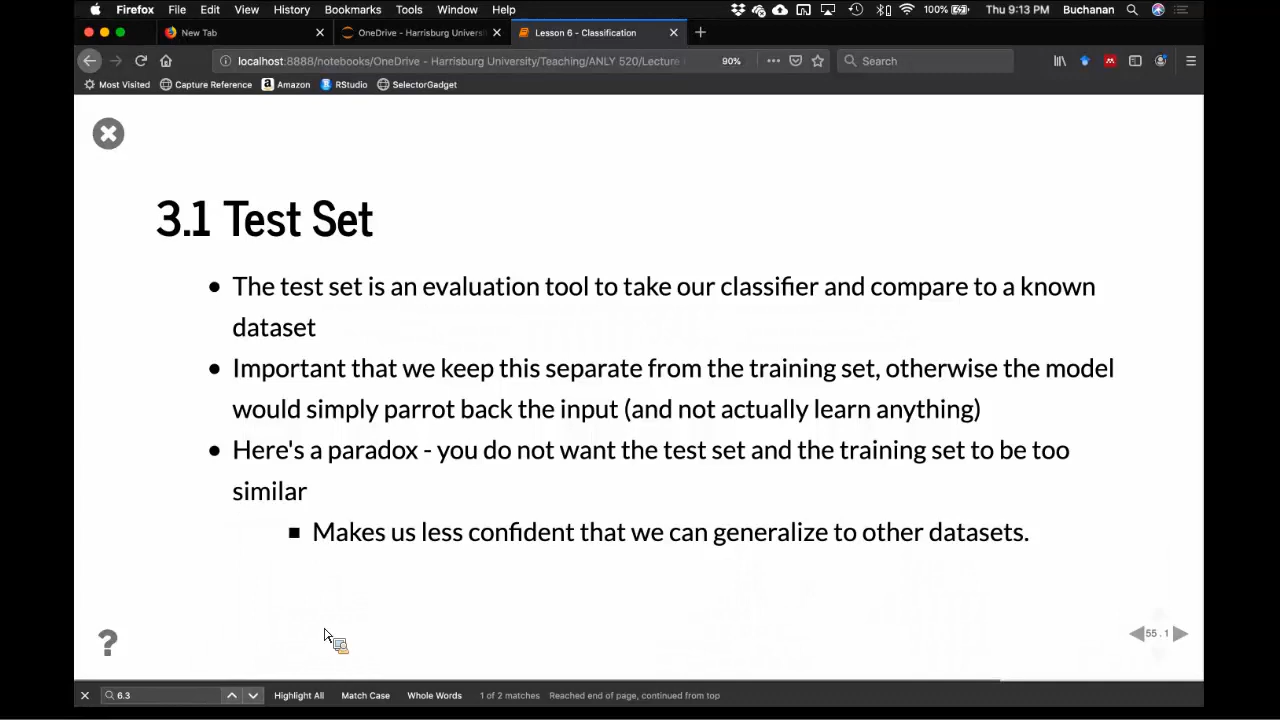 Firefox File Edit View History Bookmarks Tools Window Help 100% Thu 9:13 PM Buchanan
New Tab OneDrive - Harrisburg Universi Lesson 6 - Classification
localhost:8888/notebooks/OneDrive - Harrisburg University/Teaching/ANLY 520/Lecture 90% Search
Most Visited Capture Reference Amazon RStudio SelectorGadget
3.1 Test Set
• The test set is an evaluation tool to take our classifier and compare to a known
dataset
• Important that we keep this separate from the training set, otherwise the model
would simply parrot back the input (and not actually learn anything)
• Here's a paradox - you do not want the test set and the training set to be too
similar
▪ Makes us less confident that we can generalize to other datasets.
?
55.1
6.3 Highlight All Match Case Whole Words 1 of 2 matches Reached end of page, continued from top